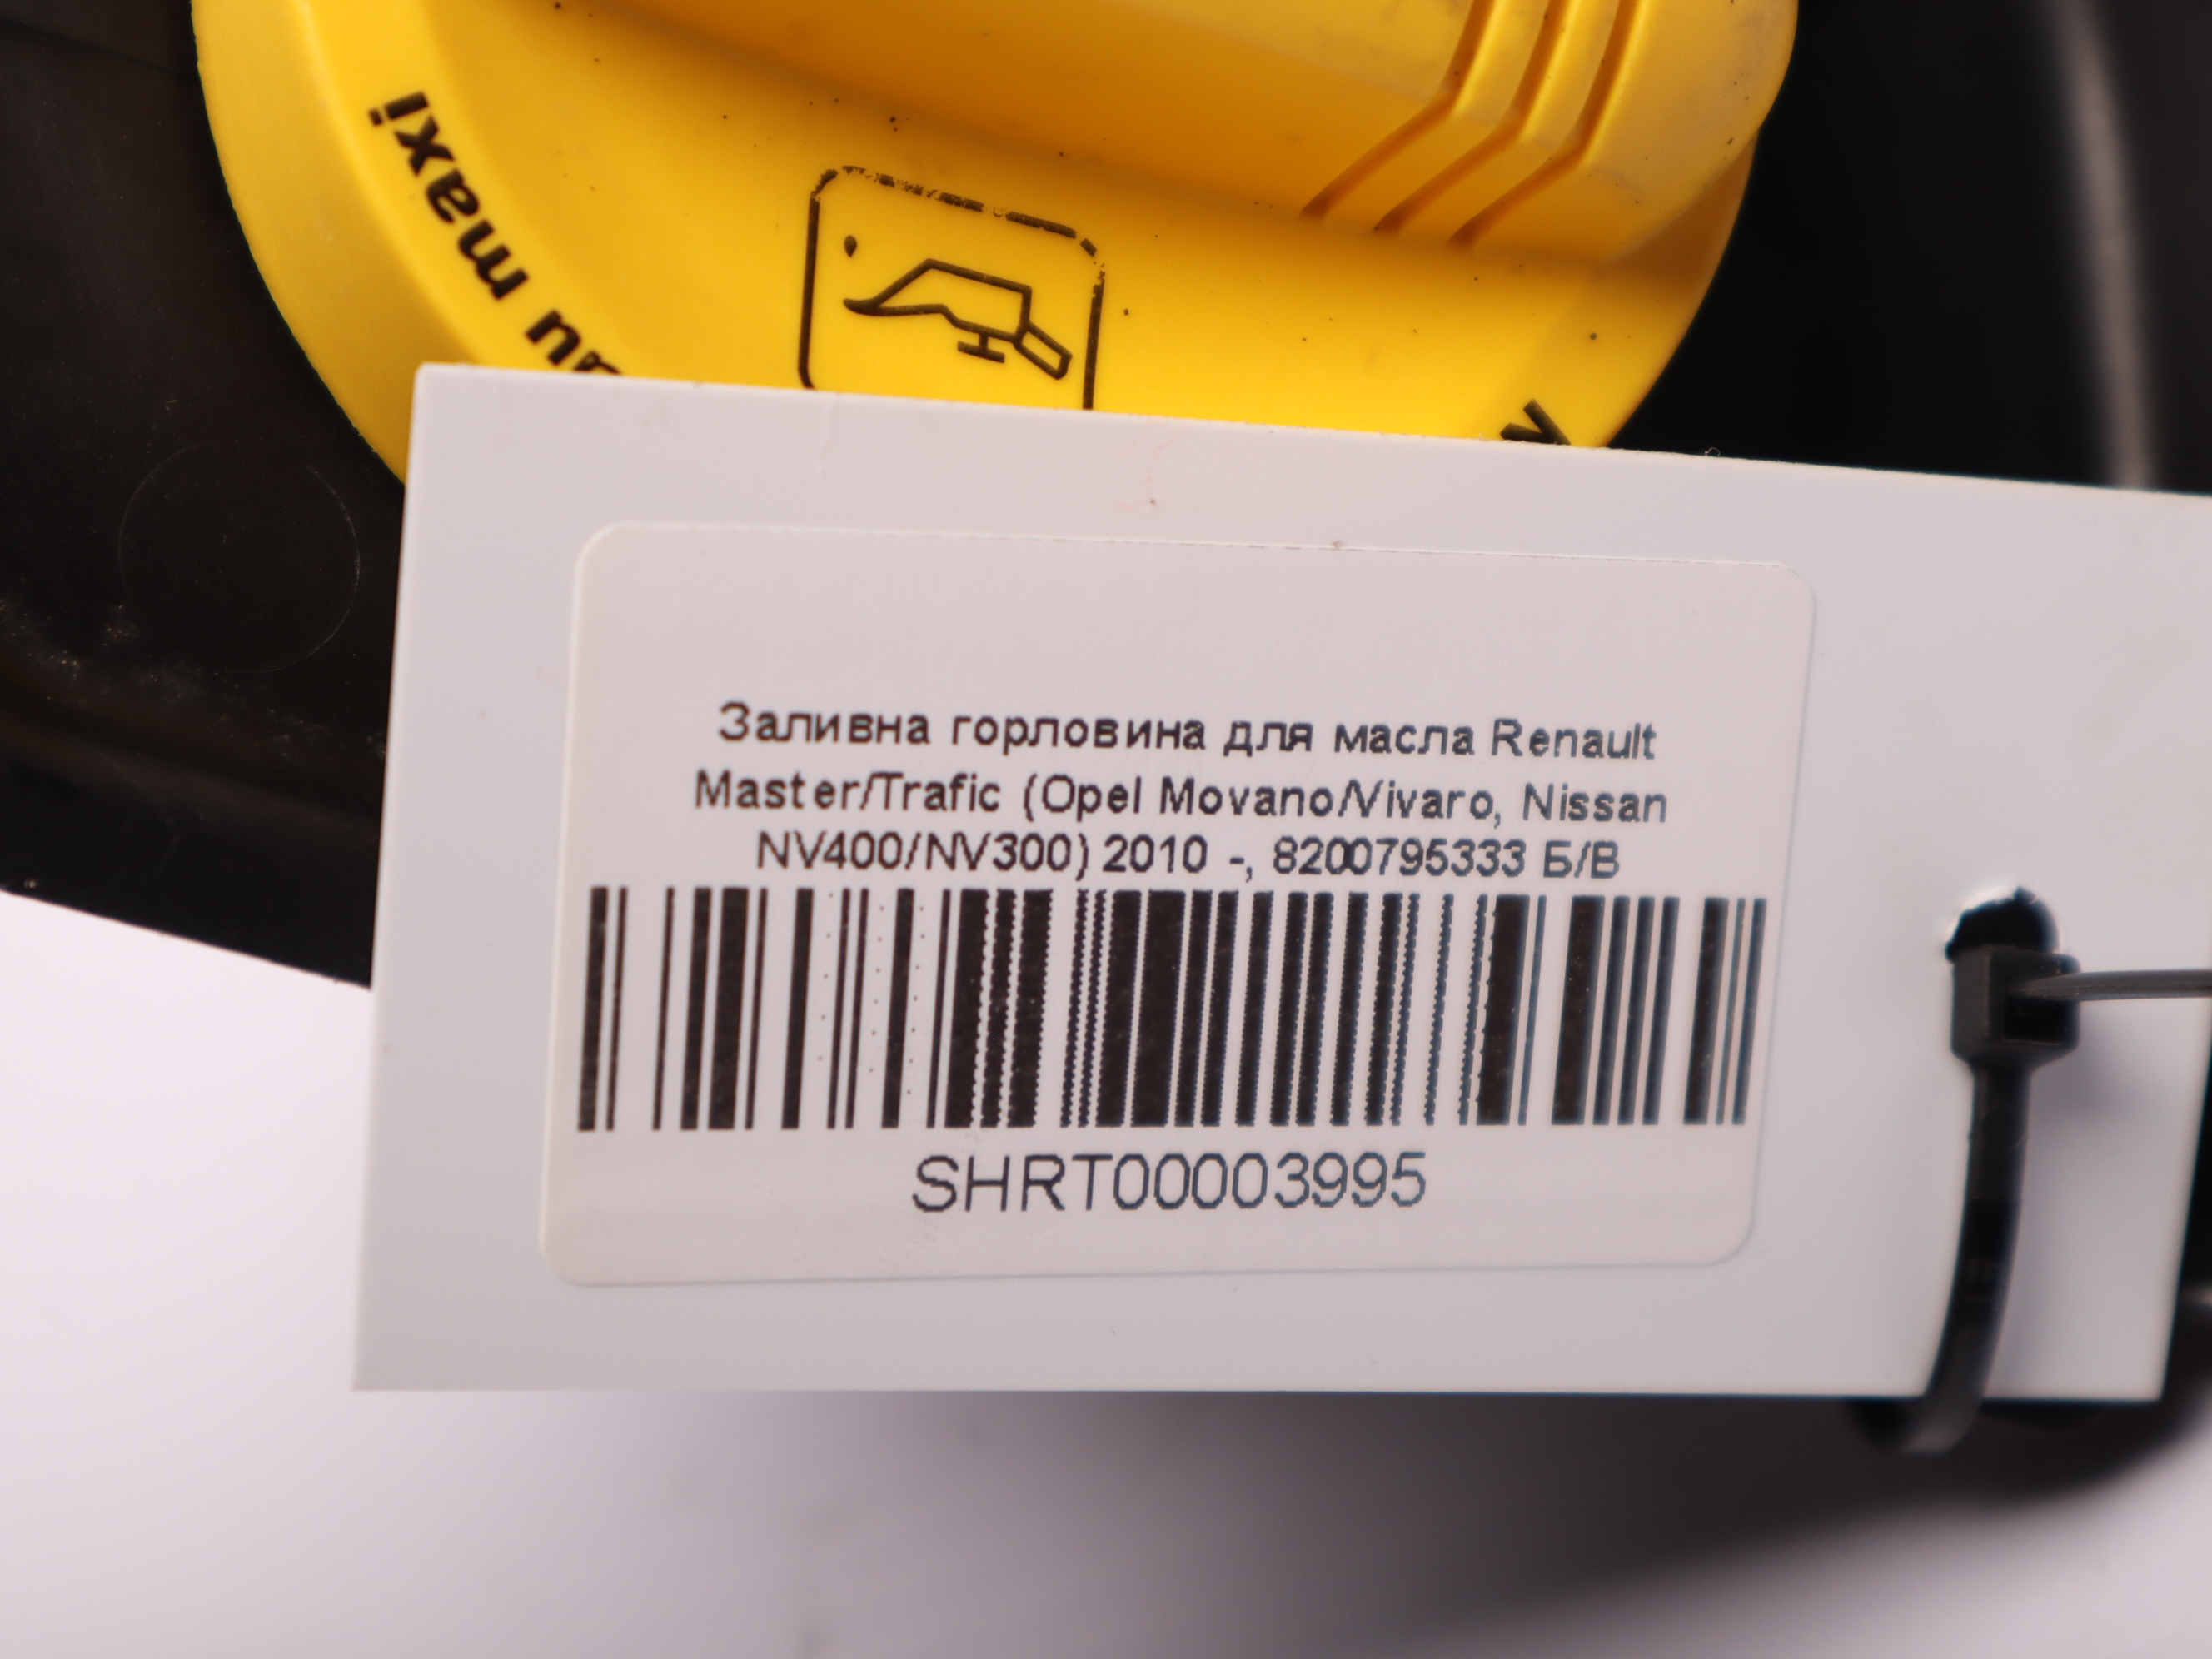 maxi
Заливна горловина для масла Renault
Master/Trafic (Opel Movano/Vivaro, Nissan
NV400/NV300) 2010 -, 8200795333 Б/В
SHRT00003995